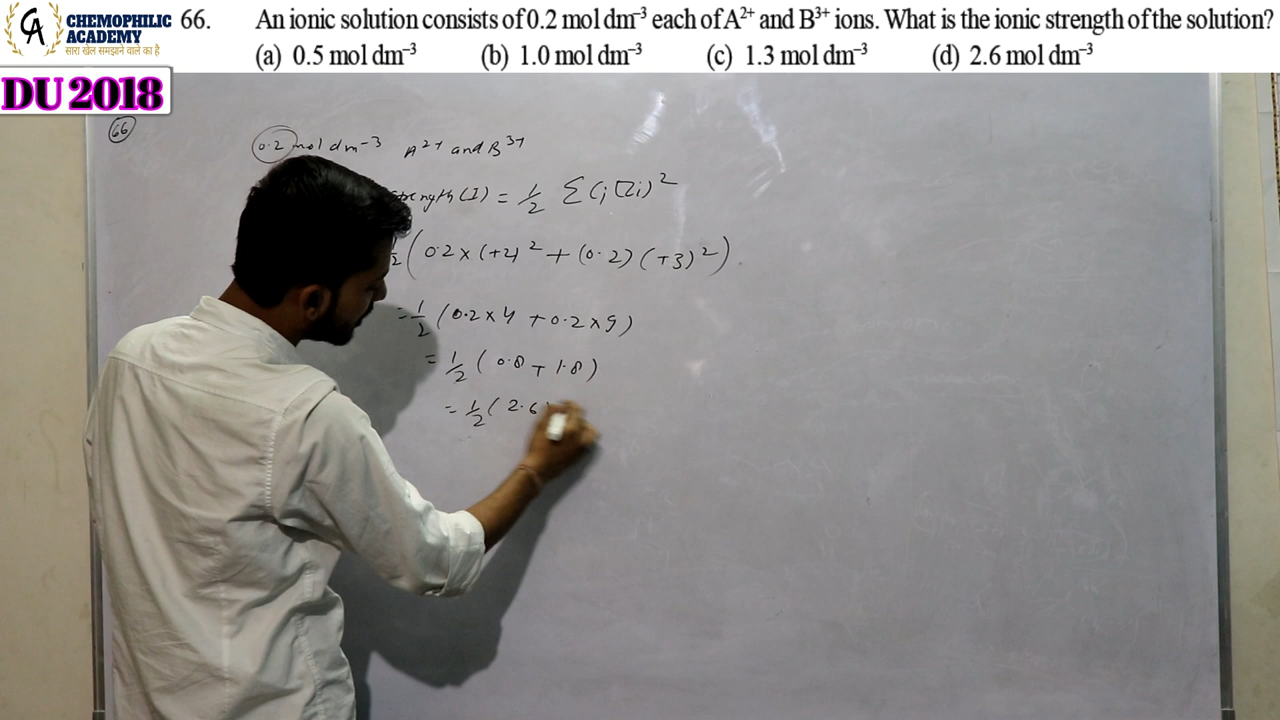 CA CHEMOPHILIC ACADEMY
सारा खेल समझाने वाले का है
66. An ionic solution consists of 0.2 mol dm⁻³ each of A²⁺ and B³⁺ ions. What is the ionic strength of the solution?
(a) 0.5 mol dm⁻³ (b) 1.0 mol dm⁻³ (c) 1.3 mol dm⁻³ (d) 2.6 mol dm⁻³
DU 2018
66
0.2 mol dm⁻³ A²⁺ and B³⁺
strength (I) = 1/2 Σ Ci [Zi)²
1/2 (0.2 × (+2)² + (0.2) (+3)²)
= 1/2 (0.2 × 4 + 0.2 × 9)
= 1/2 (0.8 + 1.8)
= 1/2 (2.6)